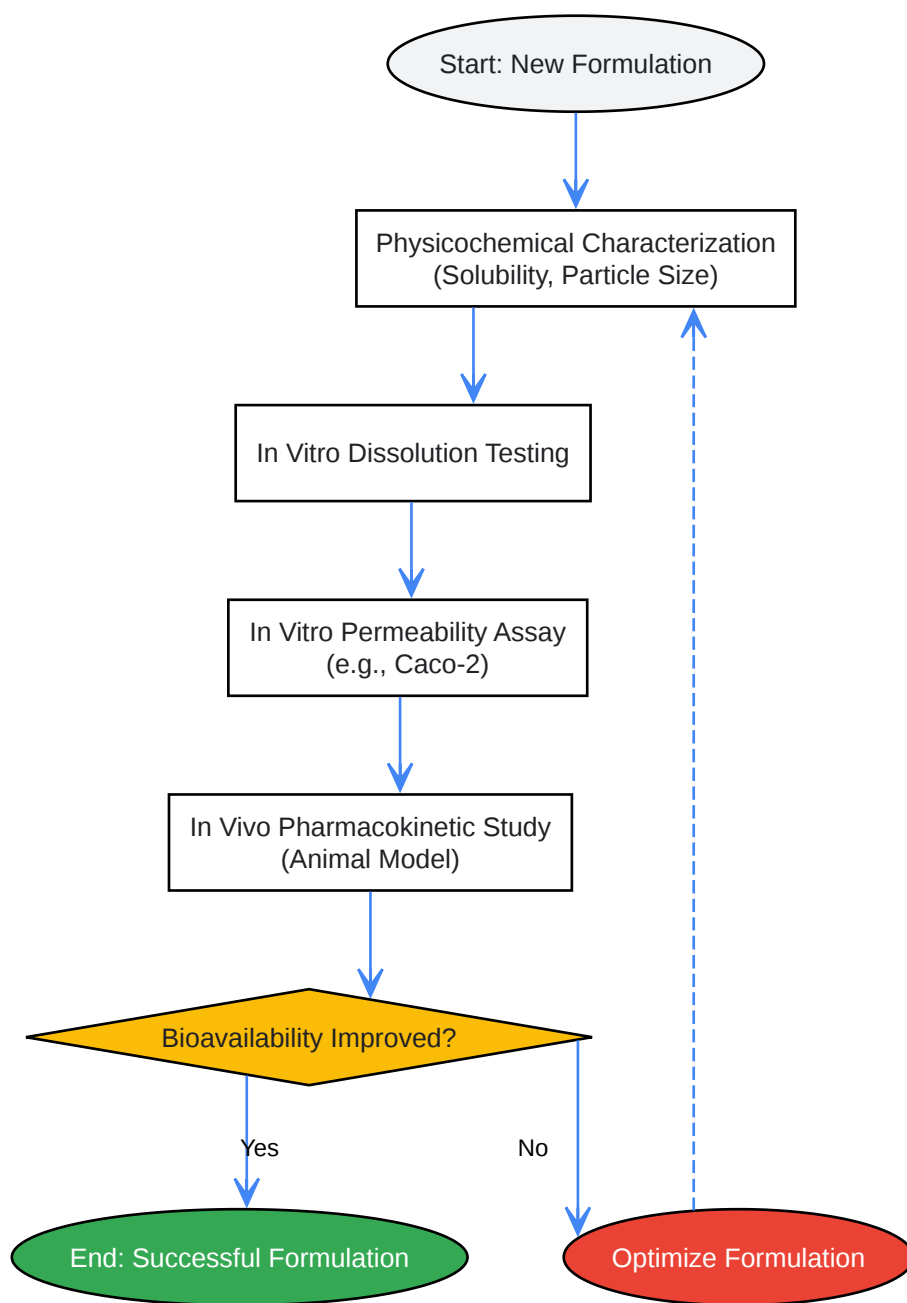 Start: New Formulation
Physicochemical Characterization
(Solubility, Particle Size)
In Vitro Dissolution Testing
In Vitro Permeability Assay
(e.g., Caco-2)
In Vivo Pharmacokinetic Study
(Animal Model)
Bioavailability Improved?
Yes
No
End: Successful Formulation
Optimize Formulation